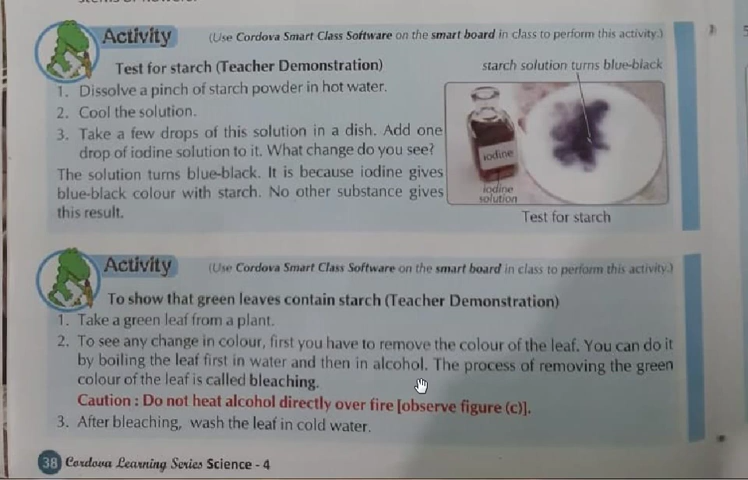 Activity (Use Cordova Smart Class Software on the smart board in class to perform this activity.)
Test for starch (Teacher Demonstration)
starch solution turns blue-black
1. Dissolve a pinch of starch powder in hot water.
2. Cool the solution.
3. Take a few drops of this solution in a dish. Add one
drop of iodine solution to it. What change do you see?
The solution turns blue-black. It is because iodine gives
blue-black colour with starch. No other substance gives
this result.
iodine
iodine
solution
Test for starch
Activity (Use Cordova Smart Class Software on the smart board in class to perform this activity.)
To show that green leaves contain starch (Teacher Demonstration)
1. Take a green leaf from a plant.
2. To see any change in colour, first you have to remove the colour of the leaf. You can do it
by boiling the leaf first in water and then in alcohol. The process of removing the green
colour of the leaf is called bleaching.
Caution : Do not heat alcohol directly over fire [observe figure (c)].
3. After bleaching, wash the leaf in cold water.
38 Cordova Learning Series Science - 4